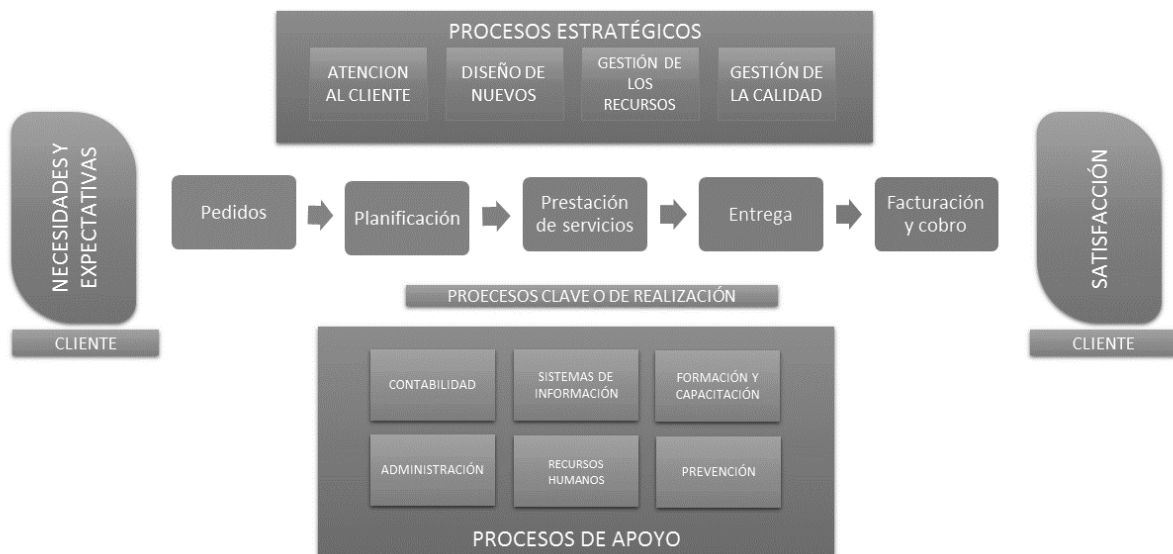 PROCESOS ESTRATÉGICOS
ATENCION
AL CLIENTE
DISEÑO DE
NUEVOS
GESTIÓN DE
LOS
RECURSOS
GESTIÓN DE
LA CALIDAD
NECESIDADES Y
EXPECTATIVAS
CLIENTE
Pedidos
Planificación
Prestación
de servicios
Entrega
Facturación
y cobro
SATISFACCIÓN
CLIENTE
PROECESOS CLAVE O DE REALIZACIÓN
CONTABILIDAD
SISTEMAS DE
INFORMACIÓN
FORMACIÓN Y
CAPACITACIÓN
ADMINISTRACIÓN
RECURSOS
HUMANOS
PREVENCIÓN
PROCESOS DE APOYO